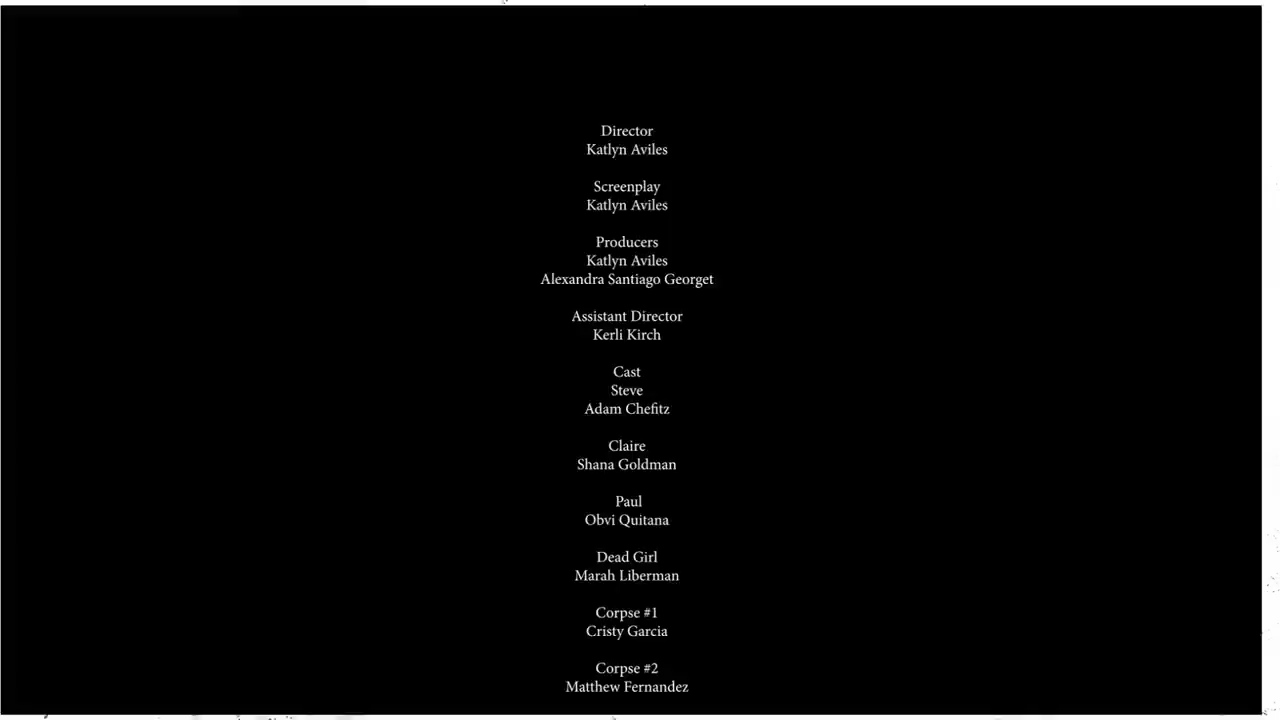 Director
Katlyn Aviles
Screenplay
Katlyn Aviles
Producers
Katlyn Aviles
Alexandra Santiago Georget
Assistant Director
Kerli Kirch
Cast
Steve
Adam Chefitz
Claire
Shana Goldman
Paul
Obvi Quitana
Dead Girl
Marah Liberman
Corpse #1
Cristy Garcia
Corpse #2
Matthew Fernandez